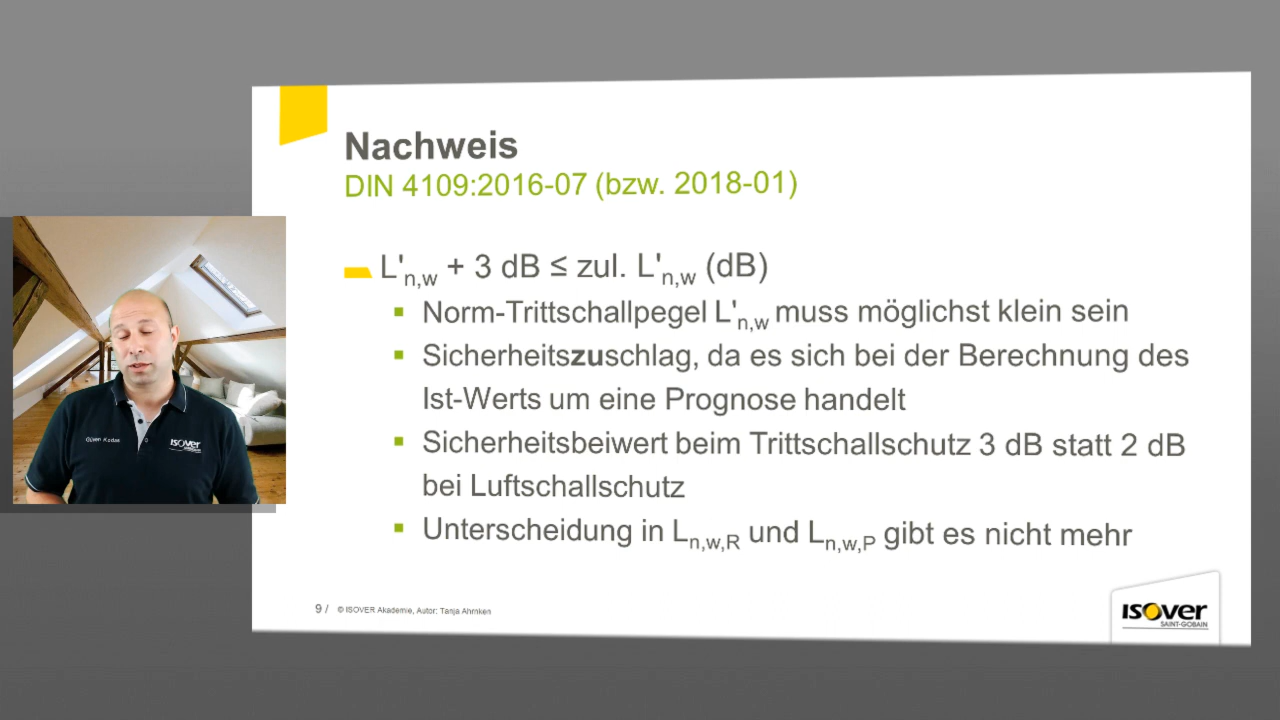 Nachweis
DIN 4109:2016-07 (bzw. 2018-01)
L'n,w + 3 dB ≤ zul. L'n,w (dB)
Norm-Trittschallpegel L'n,w muss möglichst klein sein
Sicherheitszuschlag, da es sich bei der Berechnung des
Ist-Werts um eine Prognose handelt
Sicherheitsbeiwert beim Trittschallschutz 3 dB statt 2 dB
bei Luftschallschutz
Unterscheidung in Ln,w,R und Ln,w,P gibt es nicht mehr
9 / © ISOVER Akademie, Autor: Tanja Ahrnken
ISOVER
SAINT-GOBAIN
ISOVER